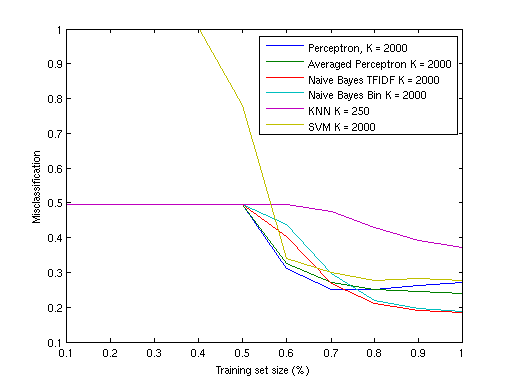 1
0.9
0.8
0.7
0.6
0.5
0.4
0.3
0.2
0.1
Misclassification
Perceptron, K = 2000
Averaged Perceptron K = 2000
Naive Bayes TFIDF K = 2000
Naive Bayes Bin K = 2000
KNN K = 250
SVM K = 2000
0.1 0.2 0.3 0.4 0.5 0.6 0.7 0.8 0.9 1
Training set size (%)